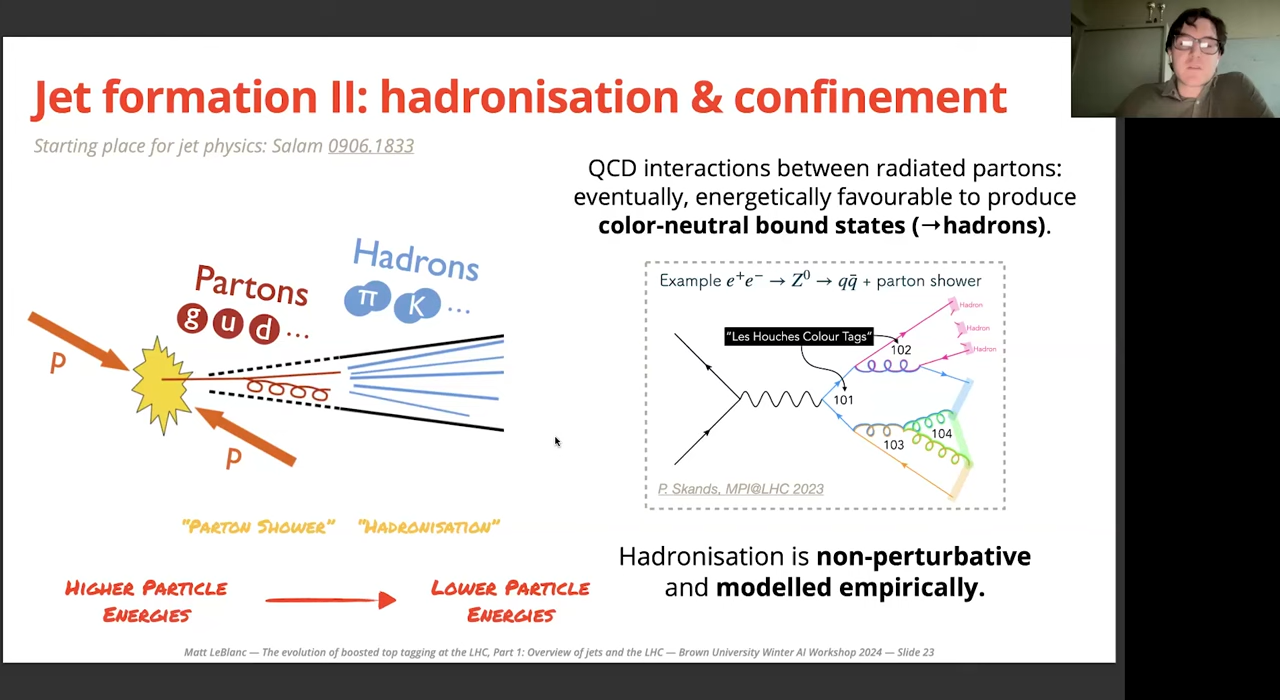 Jet formation II: hadronisation & confinement
Starting place for jet physics: Salam 0906.1833
QCD interactions between radiated partons:
eventually, energetically favourable to produce
color-neutral bound states (→hadrons).
Hadrons
π K ...
Partons
g u d ...
P
P
"Parton Shower" "Hadronisation"
Higher Particle
Energies
Lower Particle
Energies
Example e⁺e⁻ → Z⁰ → qq̄ + parton shower
"Les Houches Colour Tags"
Hadron
Hadron
Hadron
102
101
104
103
P. Skands, MPI@LHC 2023
Hadronisation is non-perturbative
and modelled empirically.
Matt LeBlanc — The evolution of boosted top tagging at the LHC, Part 1: Overview of jets and the LHC — Brown University Winter AI Workshop 2024 — Slide 23